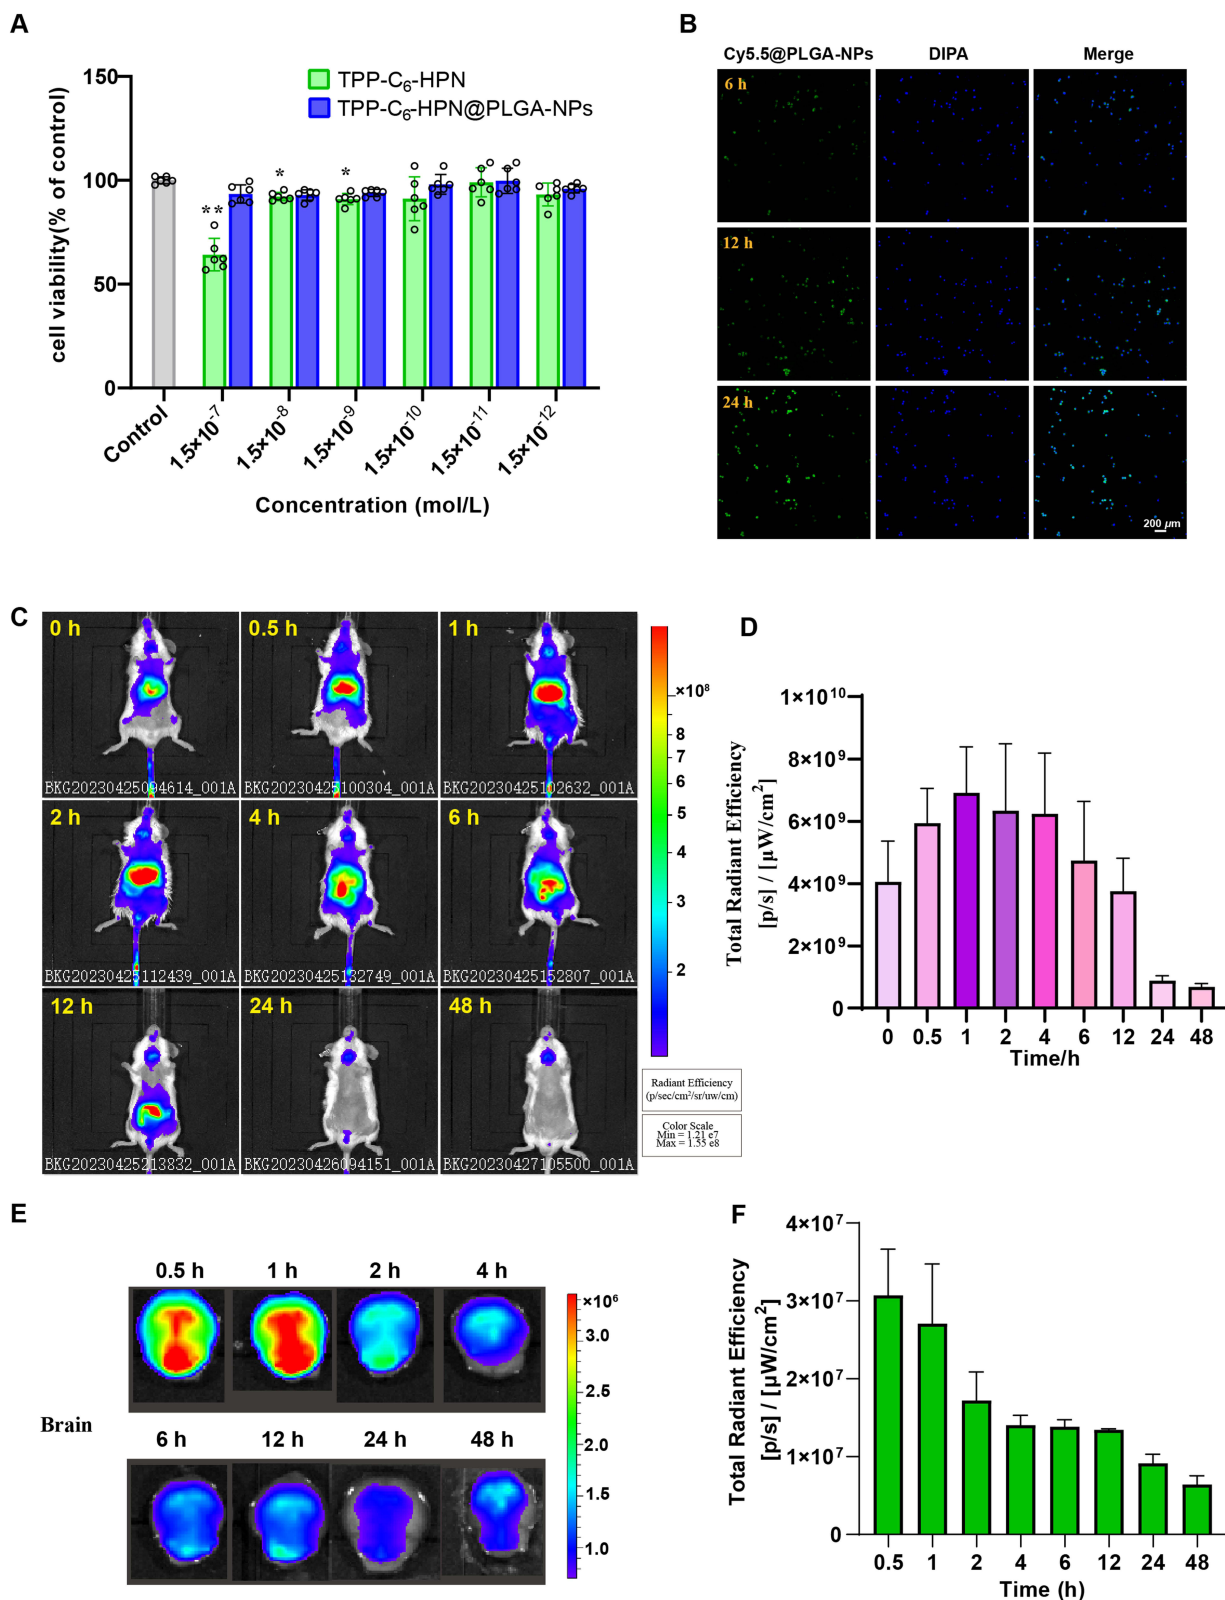 A
150
100
50
0
cell viability(% of control)
TPP-C₆-HPN
TPP-C₆-HPN@PLGA-NPs
**
*
*
Control
1.5×10⁻⁷
1.5×10⁻⁸
1.5×10⁻⁹
1.5×10⁻¹⁰
1.5×10⁻¹¹
1.5×10⁻¹²
Concentration (mol/L)
B
Cy5.5@PLGA-NPs DIPA Merge
6 h
12 h
24 h
200 µm
C
0 h 0.5 h 1 h
BKG20230425094614_001A BKG20230425100304_001A BKG20230425102632_001A
2 h 4 h 6 h
BKG20230425112439_001A BKG20230425132749_001A BKG20230425152807_001A
12 h 24 h 48 h
BKG20230425213832_001A BKG20230426094151_001A BKG20230427105500_001A
×10⁸
8
7
6
5
4
3
2
Radiant Efficiency
(p/sec/cm²/sr/uw/cm)
Color Scale
Min = 1.21 e7
Max = 1.55 e8
D
Total Radiant Efficiency
[p/s] / [µW/cm²]
1×10¹⁰
8×10⁹
6×10⁹
4×10⁹
2×10⁹
0
0 0.5 1 2 4 6 12 24 48
Time/h
E
0.5 h 1 h 2 h 4 h
Brain
6 h 12 h 24 h 48 h
×10⁶
3.0
2.5
2.0
1.5
1.0
F
Total Radiant Efficiency
[p/s] / [µW/cm²]
4×10⁷
3×10⁷
2×10⁷
1×10⁷
0
0.5 1 2 4 6 12 24 48
Time (h)